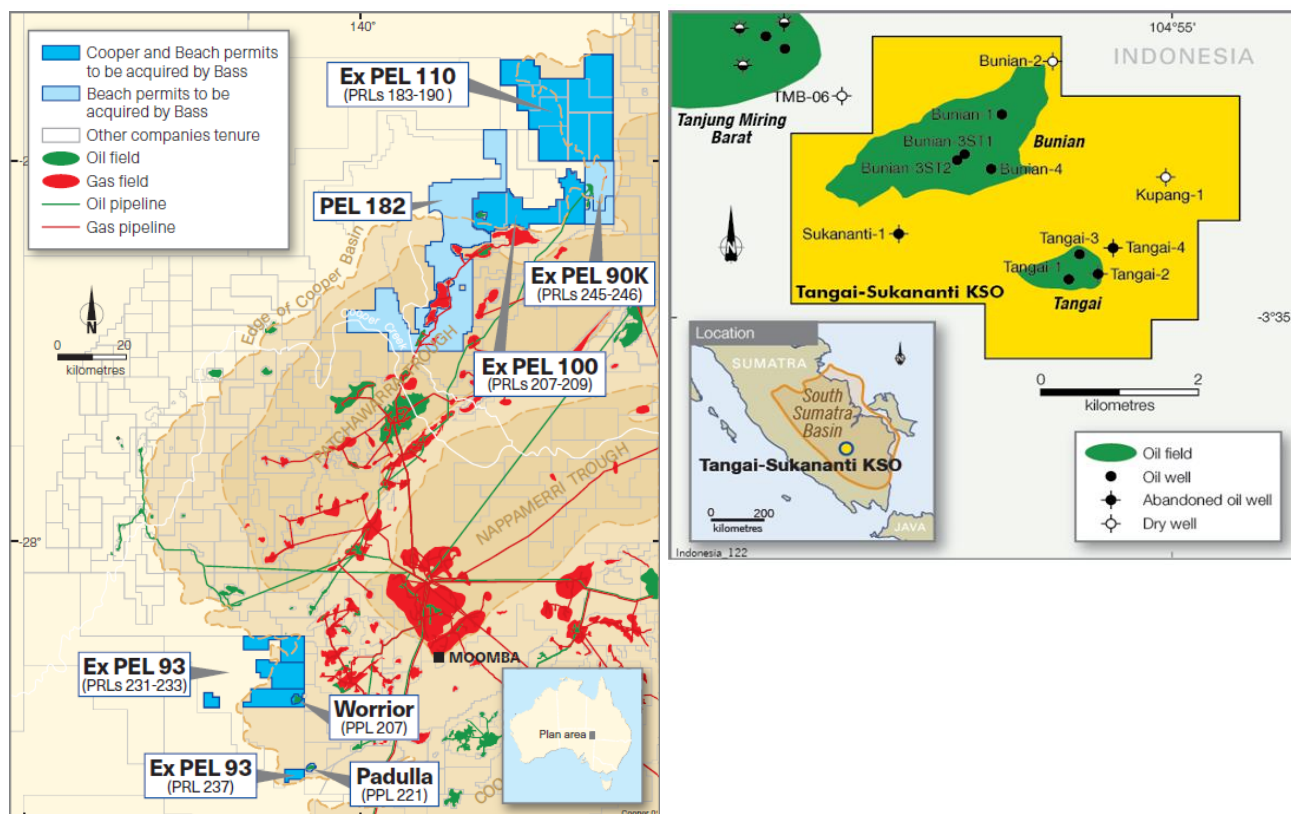 140°
Cooper and Beach permits
to be acquired by Bass
Beach permits to be
acquired by Bass
Other companies tenure
Oil field
Gas field
Oil pipeline
Gas pipeline
Ex PEL 110
(PRLs 183-190 )
PEL 182
Ex PEL 90K
(PRLs 245-246)
Ex PEL 100
(PRLs 207-209)
Edge of Cooper Basin
Cooper Creek
N
0 20
kilometres
PATCHAWARRA TROUGH
NAPPAMERRI TROUGH
-28°
MOOMBA
Ex PEL 93
(PRLs 231-233)
Worrior
(PPL 207)
Ex PEL 93
(PRL 237)
Padulla
(PPL 221)
Plan area
104°55'
INDONESIA
Bunian-2
TMB-06
Tanjung Miring
Barat
Bunian-1
Bunian
Bunian 3ST1
Bunian 3ST2
Bunian-4
Kupang-1
Sukananti-1
N
Tangai-3
Tangai-4
Tangai-1
Tangai-2
Tangai
Tangai-Sukananti KSO
-3°35
Location
SUMATRA
South
Sumatra
Basin
Tangai-Sukananti KSO
0 200
kilometres
JAVA
Indonesia_122
0 2
kilometres
Oil field
Oil well
Abandoned oil well
Dry well